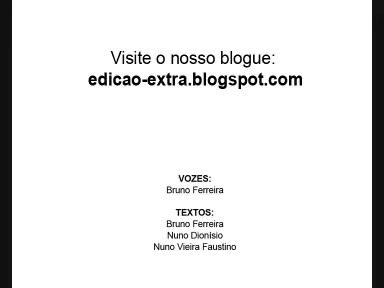 Visite o nosso blogue:
edicao-extra.blogspot.com
VOZES:
Bruno Ferreira
TEXTOS:
Bruno Ferreira
Nuno Dionísio
Nuno Vieira Faustino